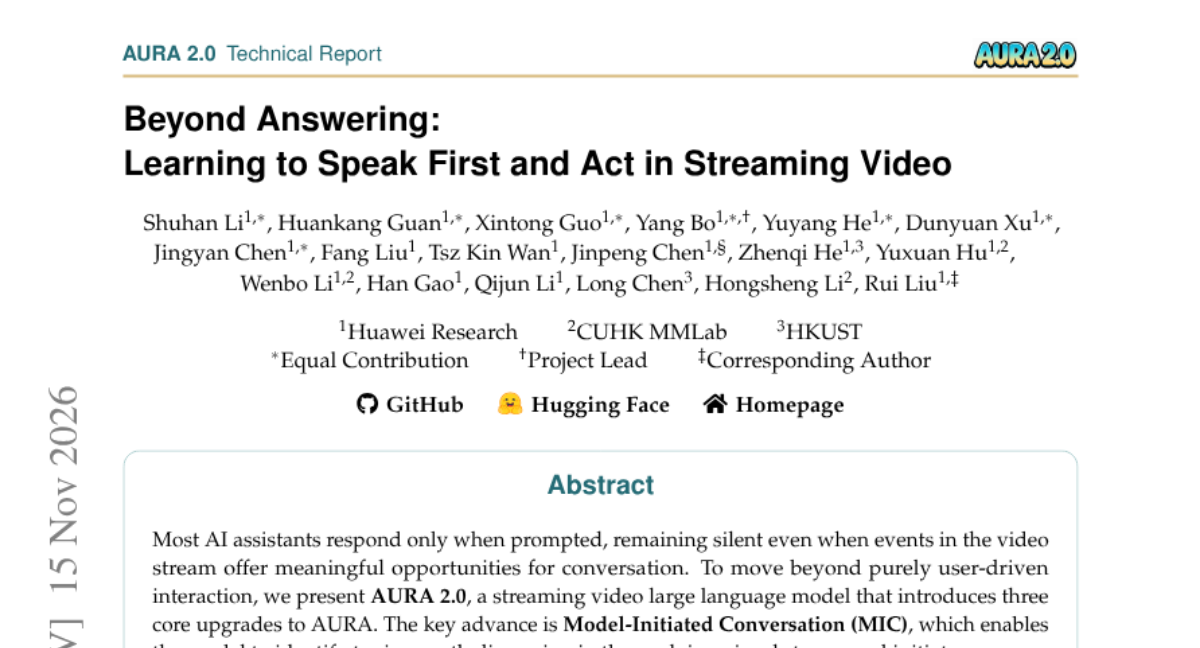 AURA 2.0 Technical Report
AURA2.0
Beyond Answering:
Learning to Speak First and Act in Streaming Video
Shuhan Li1,*, Huankang Guan1,*, Xintong Guo1,*, Yang Bo1,*,†, Yuyang He1,*, Dunyuan Xu1,*,
Jingyan Chen1,*, Fang Liu1, Tsz Kin Wan1, Jinpeng Chen1,§, Zhenqi He1,3, Yuxuan Hu1,2,
Wenbo Li1,2, Han Gao1, Qijun Li1, Long Chen3, Hongsheng Li2, Rui Liu1,‡
1Huawei Research 2CUHK MMLab 3HKUST
*Equal Contribution †Project Lead ‡Corresponding Author
GitHub Hugging Face Homepage
Abstract
Most AI assistants respond only when prompted, remaining silent even when events in the video
stream offer meaningful opportunities for conversation. To move beyond purely user-driven
interaction, we present AURA 2.0, a streaming video large language model that introduces three
core upgrades to AURA. The key advance is Model-Initiated Conversation (MIC), which enables
V] 15 Nov 2026